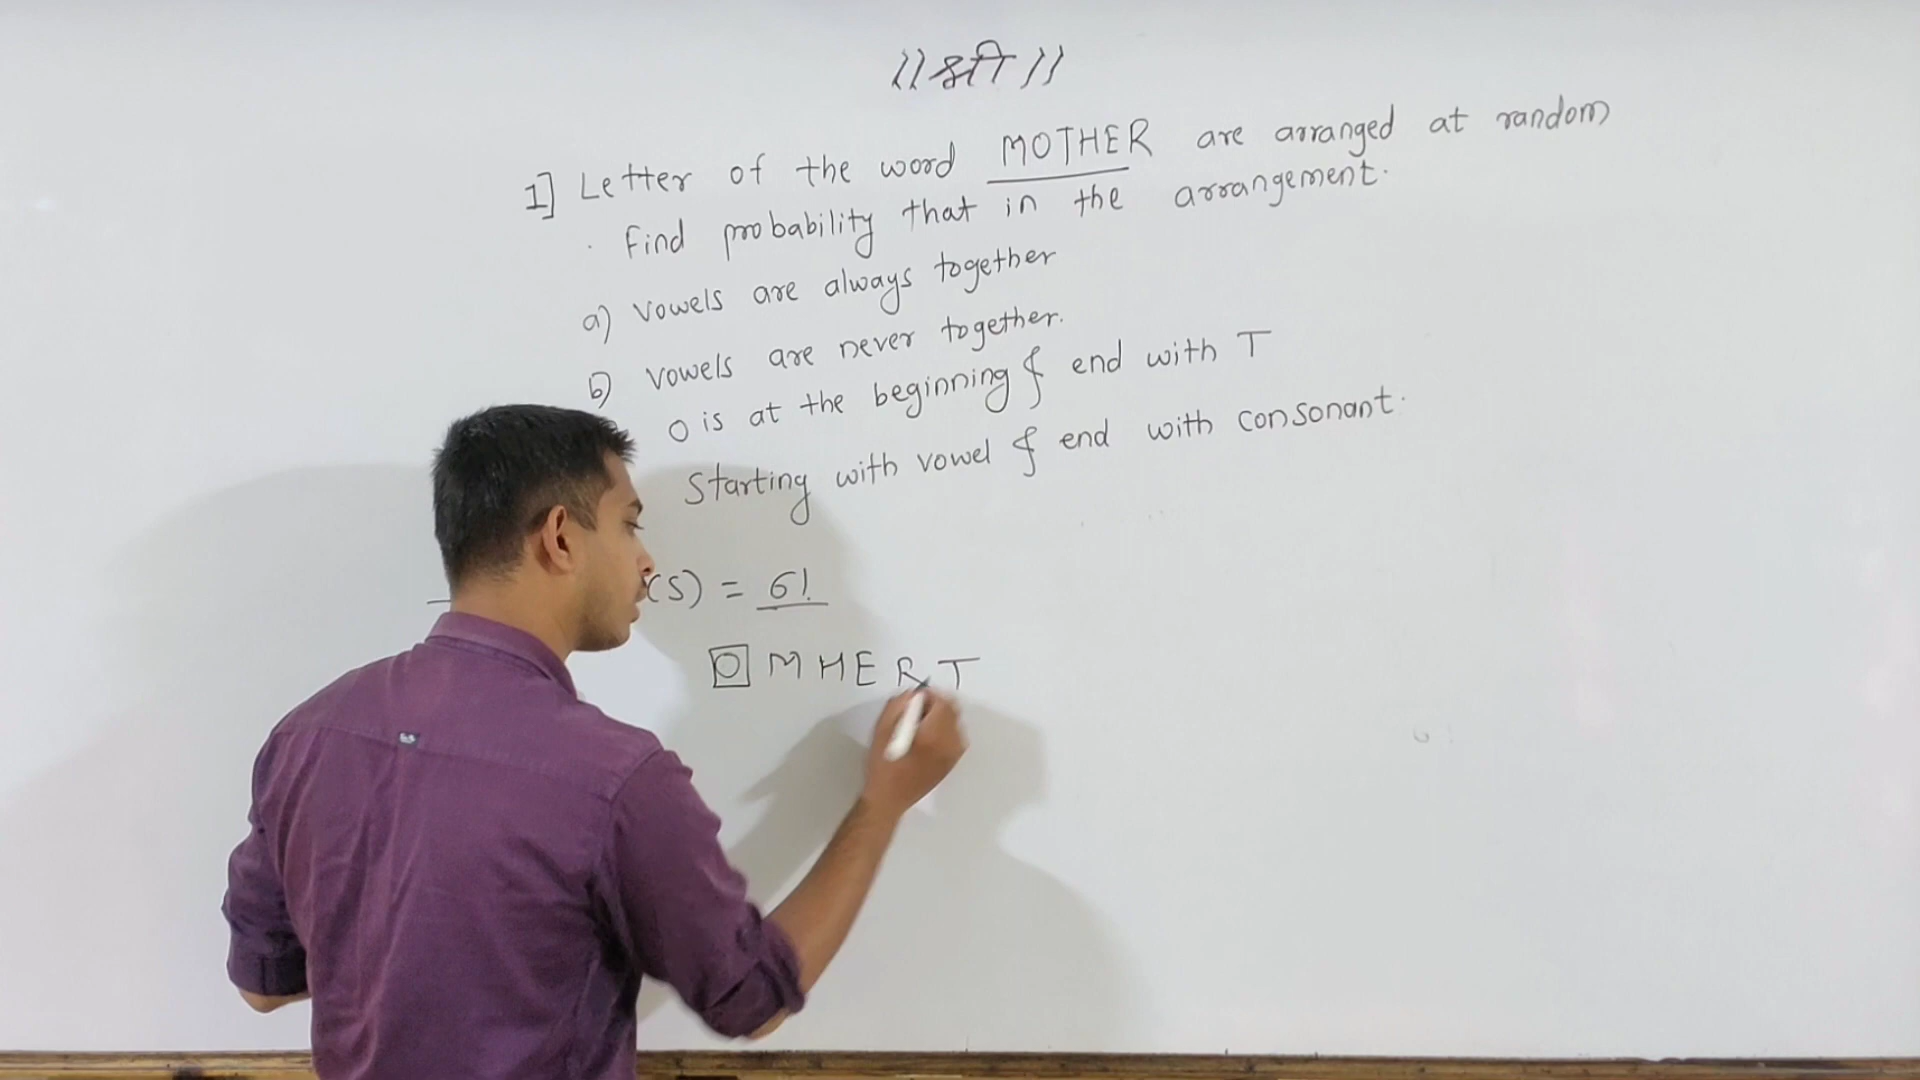 ॥ श्री ॥
1] Letter of the word MOTHER are arranged at random
. Find probability that in the arrangement.
a) Vowels are always together
b) Vowels are never together.
O is at the beginning & end with T
Starting with vowel & end with consonant.
(S) = 6!
O M H E R T